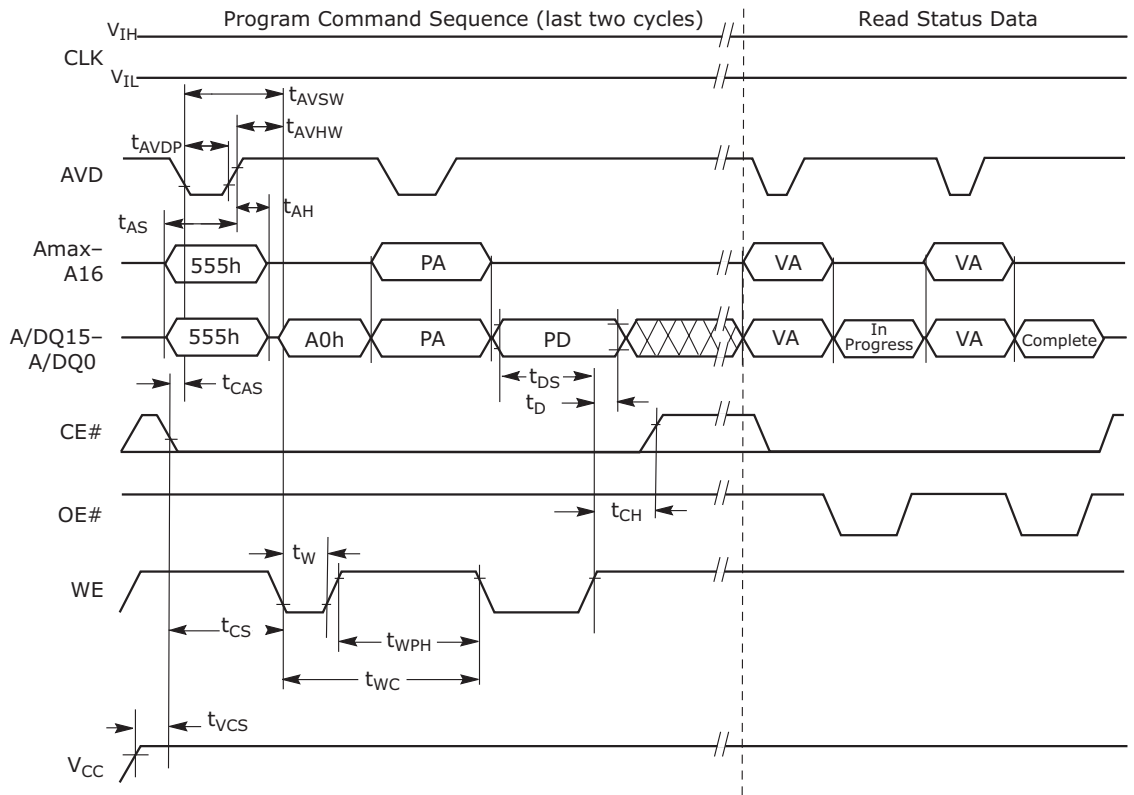 Program Command Sequence (last two cycles) Read Status Data
VIH
CLK
VIL
tAVSW
tAVHW
tAVDP
AVD
tAS
tAH
Amax–
A16
555h PA VA VA
A/DQ15–
A/DQ0
555h A0h PA PD VA In
Progress VA Complete
tCAS
tDS
tD
CE#
OE#
tCH
tW
WE
tCS
tWPH
tWC
tVCS
VCC